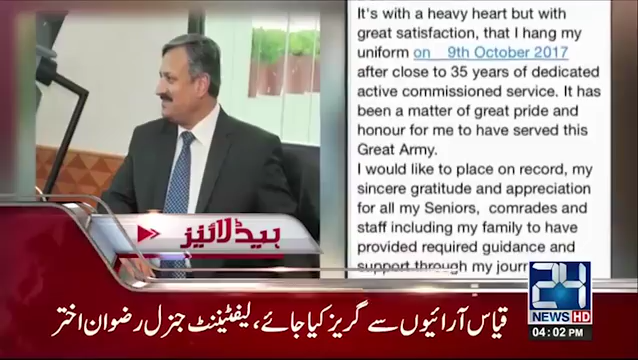 It's with a heavy heart but with
great satisfaction, that I hang my
uniform on 9th October 2017
after close to 35 years of dedicated
active commissioned service. It has
been a matter of great pride and
honour for me to have served this
Great Army.
I would like to place on record, my
sincere gratitude and appreciation
for all my Seniors, comrades and
staff including my family to have
provided required guidance and
support through my
ہیڈلائنز
24
NEWS HD
04:02 PM
قیاس آرائیوں سے گریز کیا جائے، لیفٹیننٹ جنرل رضوان اختر